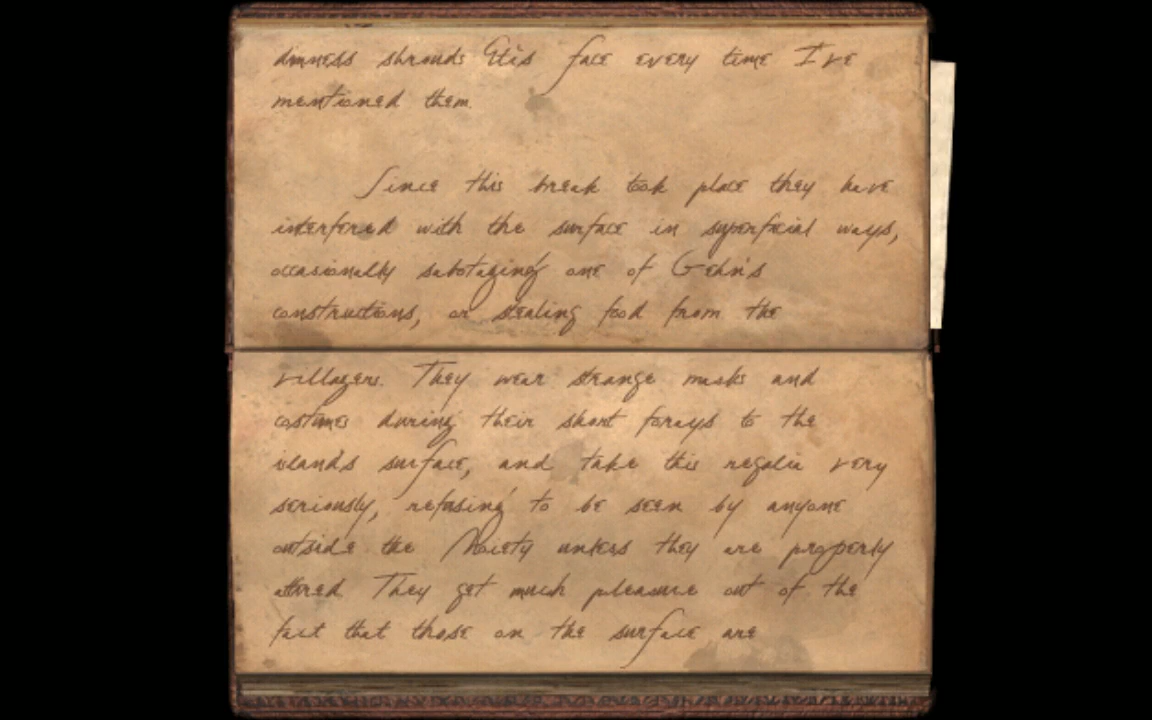 dimness shrouds Eti's face every time I've
mentioned them.
Since this break took place they have
interfered with the surface in superficial ways,
occasionally sabotaging one of Gehn's
constructions, or stealing food from the
villagers. They wear strange masks and
costumes during their short forays to the
islands surface, and take this regalia very
seriously, refusing to be seen by anyone
outside the Moiety unless they are properly
attired. They get much pleasure out of the
fact that those on the surface are